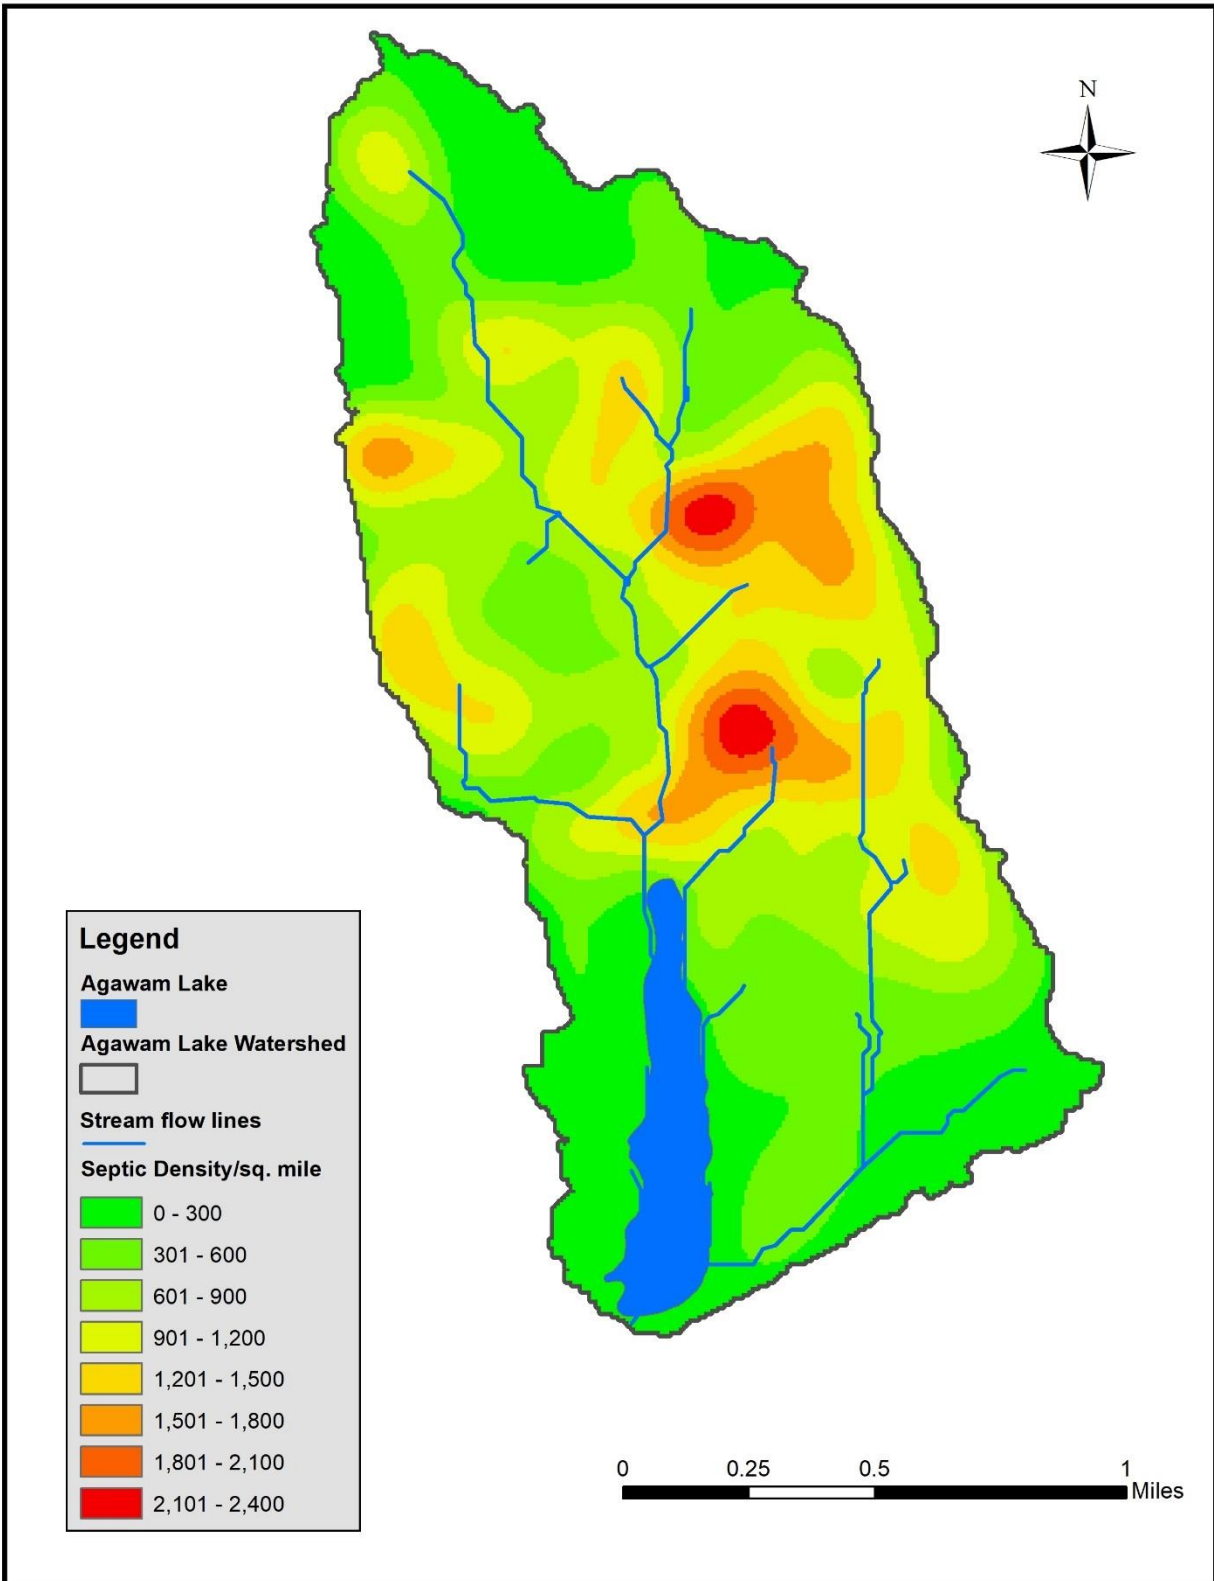 N
Legend
Agawam Lake
Agawam Lake Watershed
Stream flow lines
Septic Density/sq. mile
0 - 300
301 - 600
601 - 900
901 - 1,200
1,201 - 1,500
1,501 - 1,800
1,801 - 2,100
2,101 - 2,400
0 0.25 0.5 1
Miles